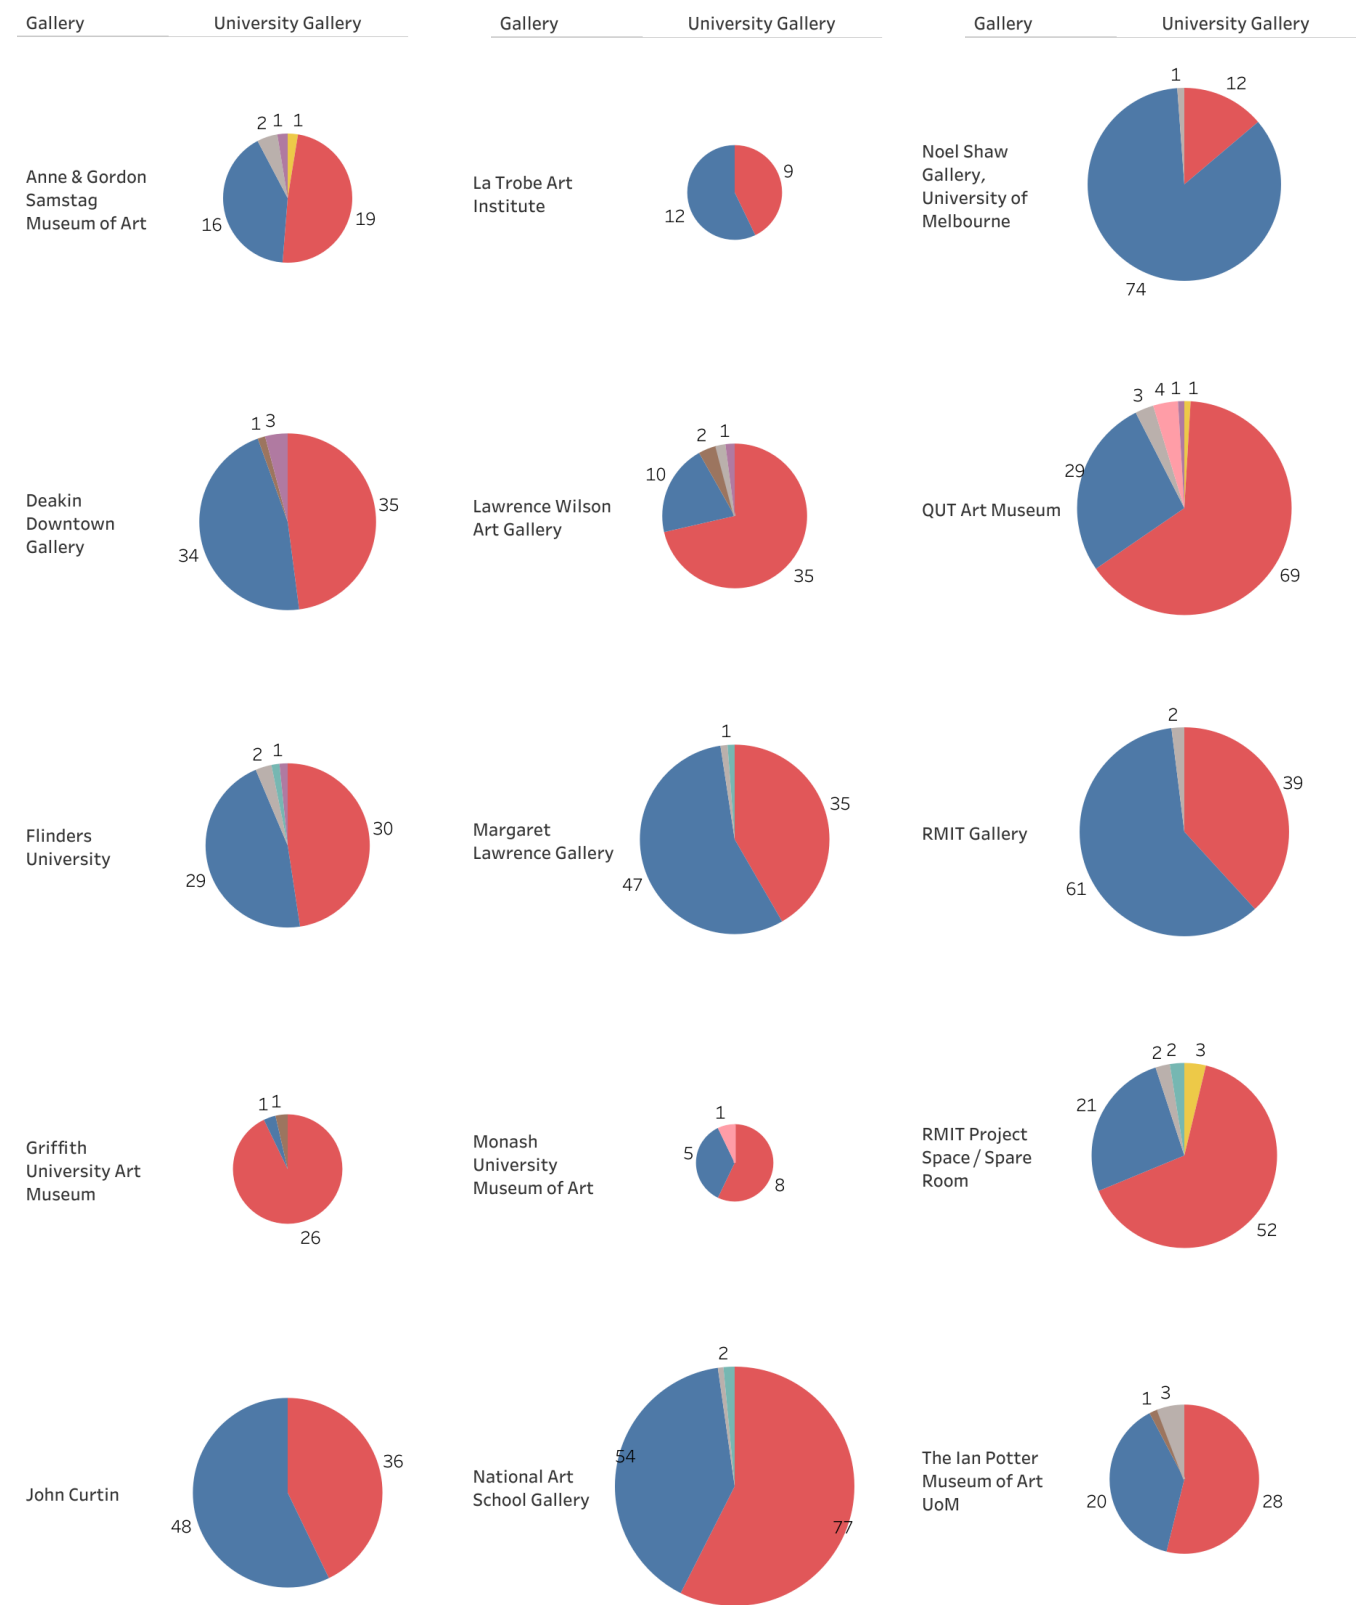 Gallery University Gallery
Gallery University Gallery
Gallery University Gallery
Anne & Gordon
Samstag
Museum of Art
2 1 1
16
19
La Trobe Art
Institute
9
12
Noel Shaw
Gallery,
University of
Melbourne
1
12
74
Deakin
Downtown
Gallery
1 3
35
34
Lawrence Wilson
Art Gallery
2 1
10
35
QUT Art Museum
3 4 1 1
29
69
Flinders
University
2 1
30
29
Margaret
Lawrence Gallery
1
35
47
RMIT Gallery
2
39
61
Griffith
University Art
Museum
1 1
26
Monash
University
Museum of Art
1
5
8
RMIT Project
Space / Spare
Room
2 2 3
21
52
John Curtin
36
48
National Art
School Gallery
2
54
77
The Ian Potter
Museum of Art
UoM
1 3
20
28